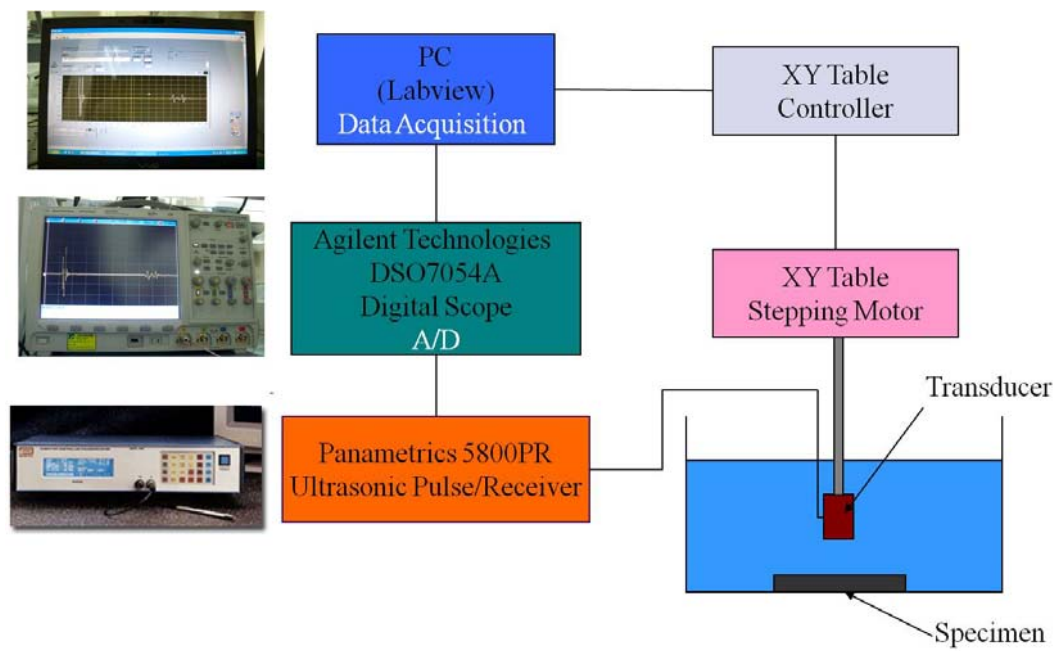 PC
(Labview)
Data Acquisition
XY Table
Controller
Agilent Technologies
DSO7054A
Digital Scope
A/D
XY Table
Stepping Motor
Transducer
Panametrics 5800PR
Ultrasonic Pulse/Receiver
Specimen